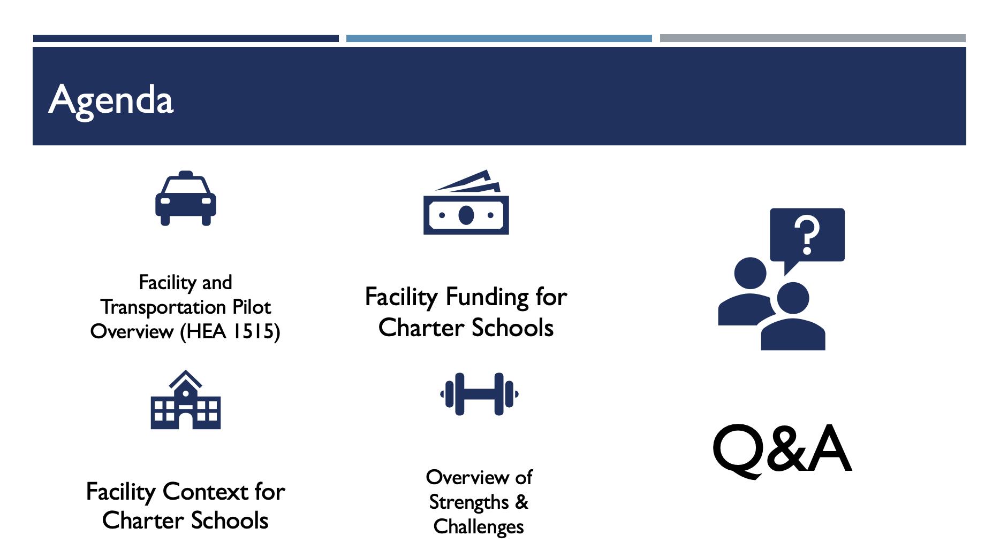 Agenda
Facility and
Transportation Pilot
Overview (HEA 1515)
Facility Funding for
Charter Schools
?
Facility Context for
Charter Schools
Overview of
Strengths &
Challenges
Q&A